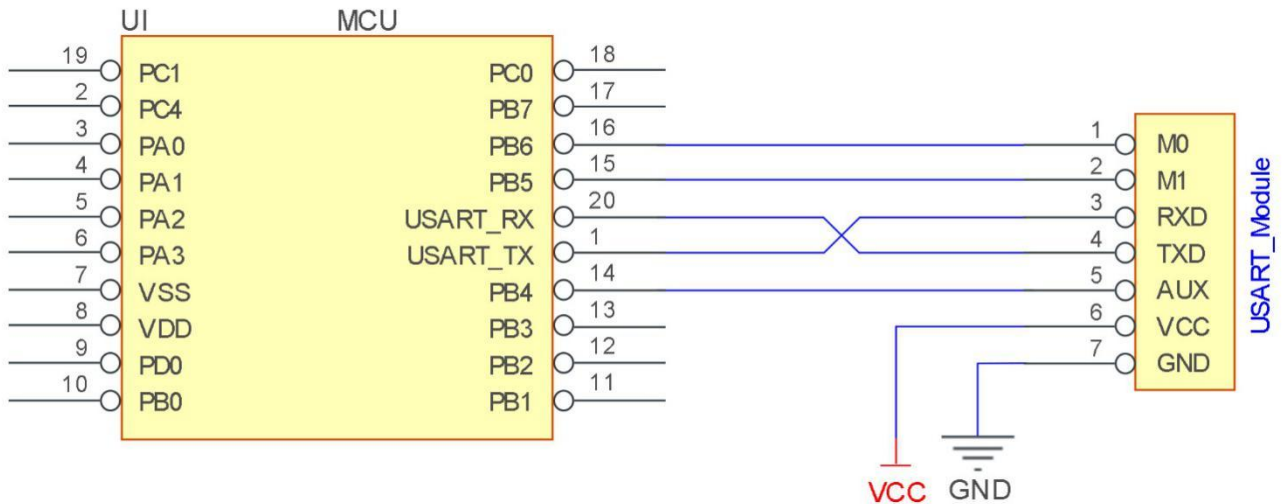 UI MCU
19 PC1 PC0 18
2 PC4 PB7 17
3 PA0 PB6 16
4 PA1 PB5 15
5 PA2 USART_RX 20
6 PA3 USART_TX 1
7 VSS PB4 14
8 VDD PB3 13
9 PD0 PB2 12
10 PB0 PB1 11
1 M0
2 M1
3 RXD
4 TXD
5 AUX
6 VCC
7 GND
USART_Module
VCC GND